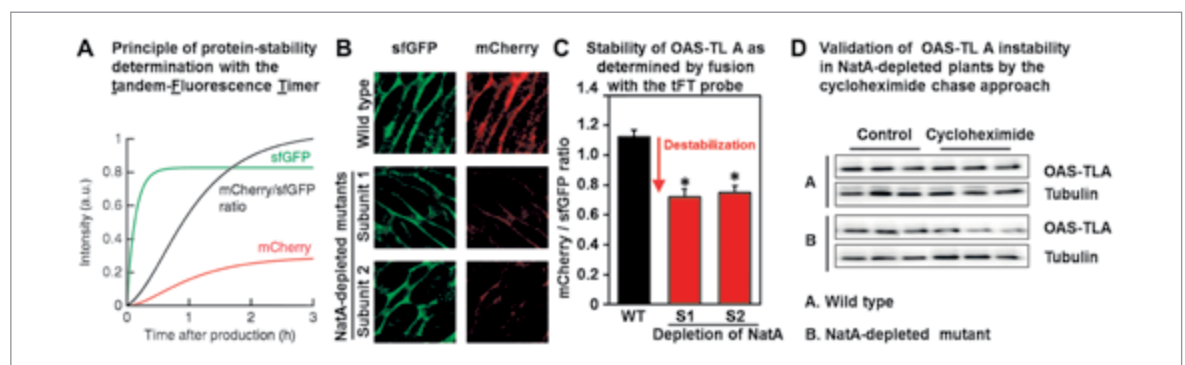 A Principle of protein-stability
determination with the
tandem-Fluorescence Timer
Intensity (a.u.)
1
0.8
0.6
0.4
0.2
0
sfGFP
mCherry/sfGFP
ratio
mCherry
0 1 2 3
Time after production (h)
B sfGFP mCherry
Wild type
NatA-depleted mutants
Subunit 1
Subunit 2
C Stability of OAS-TL A as
determined by fusion
with the tFT probe
mCherry / sfGFP ratio
1.4
1.2
1.0
0.8
0.6
0.4
0.2
0
Destabilization
* *
WT S1 S2
Depletion of NatA
D Validation of OAS-TL A instability
in NatA-depleted plants by the
cycloheximide chase approach
Control Cycloheximide
A
OAS-TLA
Tubulin
B
OAS-TLA
Tubulin
A. Wild type
B. NatA-depleted mutant